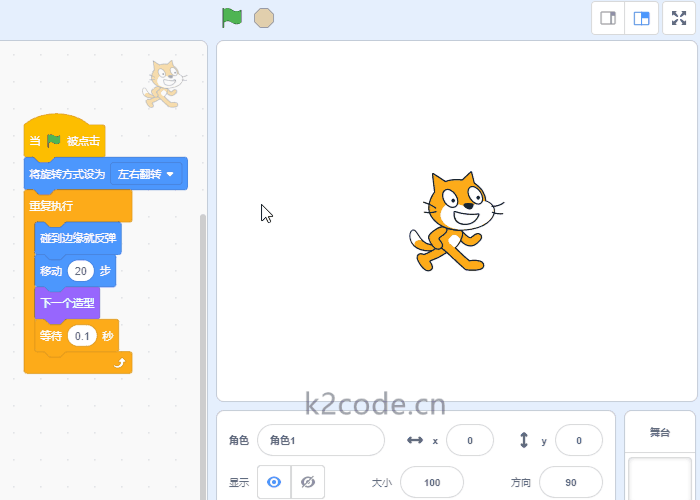 当 被点击
将旋转方式设为 左右翻转
重复执行
碰到边缘就反弹
移动 20 步
下一个造型
等待 0.1 秒
k2code.cn
角色 角色1 x 0 y 0
舞台
显示 大小 100 方向 90